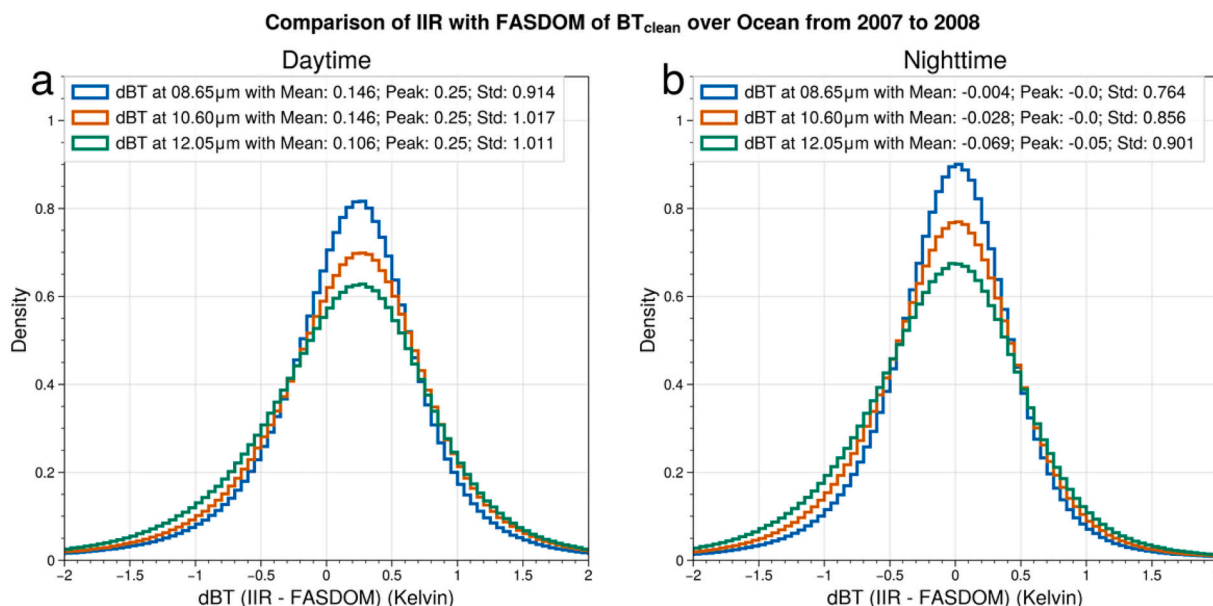 Comparison of IIR with FASDOM of BT_clean over Ocean from 2007 to 2008
a
Daytime
dBT at 08.65µm with Mean: 0.146; Peak: 0.25; Std: 0.914
dBT at 10.60µm with Mean: 0.146; Peak: 0.25; Std: 1.017
dBT at 12.05µm with Mean: 0.106; Peak: 0.25; Std: 1.011
Density
1
0.8
0.6
0.4
0.2
0
−2 −1.5 −1 −0.5 0 0.5 1 1.5 2
dBT (IIR - FASDOM) (Kelvin)
b
Nighttime
dBT at 08.65µm with Mean: -0.004; Peak: -0.0; Std: 0.764
dBT at 10.60µm with Mean: -0.028; Peak: -0.0; Std: 0.856
dBT at 12.05µm with Mean: -0.069; Peak: -0.05; Std: 0.901
Density
1
0.8
0.6
0.4
0.2
0
−2 −1.5 −1 −0.5 0 0.5 1 1.5
dBT (IIR - FASDOM) (Kelvin)